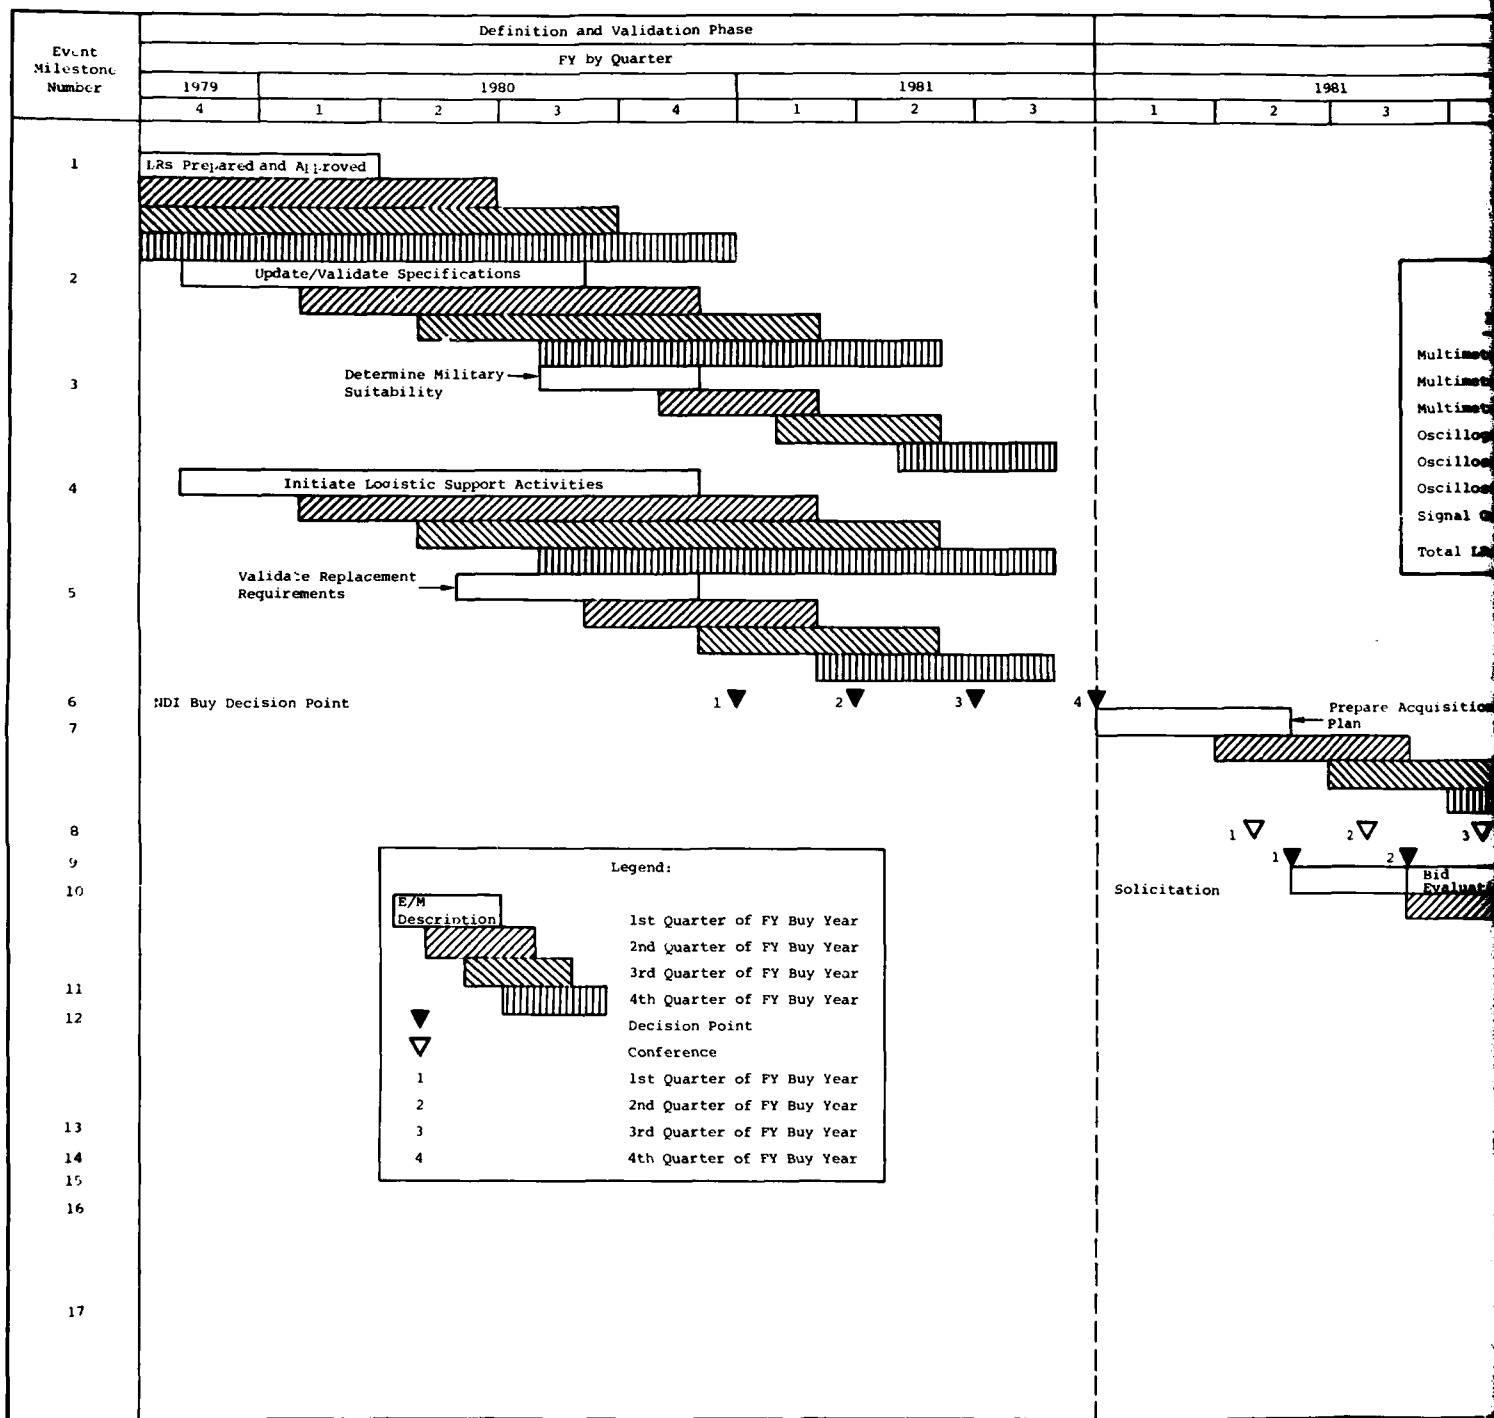 Definition and Validation Phase
Event
Milestone
Number
FY by Quarter
1979 1980 1981 1981
4 1 2 3 4 1 2 3 1 2 3
1 LRs Prepared and Approved
2 Update/Validate Specifications
Determine Military
Suitability
3
4 Initiate Logistic Support Activities
Validate Replacement
Requirements
5
6 NDI Buy Decision Point 1 2 3 4
7 Prepare Acquisition
Plan
8 1 2 3
9 1 2
10 Solicitation Bid
11
12
13
14
15
16
17
Multimet
Multimet
Multimet
Oscillo
Oscillo
Signal
Total
Legend:
E/M
Description
1st Quarter of FY Buy Year
2nd Quarter of FY Buy Year
3rd Quarter of FY Buy Year
4th Quarter of FY Buy Year
Decision Point
Conference
1 1st Quarter of FY Buy Year
2 2nd Quarter of FY Buy Year
3 3rd Quarter of FY Buy Year
4 4th Quarter of FY Buy Year